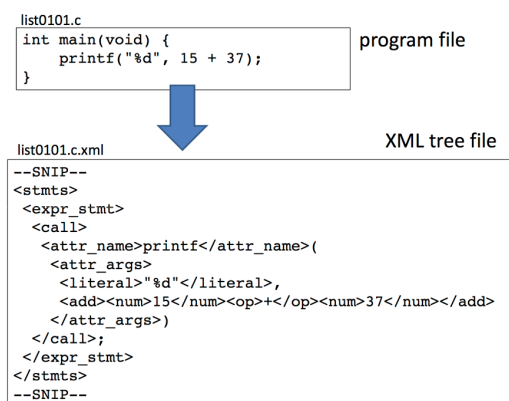 list0101.c
int main(void) {
    printf("%d", 15 + 37);
}
program file
XML tree file
list0101.c.xml
--SNIP--
<stmts>
 <expr_stmt>
  <call>
   <attr_name>printf</attr_name>(
    <attr_args>
     <literal>"%d"</literal>,
     <add><num>15</num><op>+</op><num>37</num></add>
    </attr_args>)
  </call>;
 </expr_stmt>
</stmts>
--SNIP--